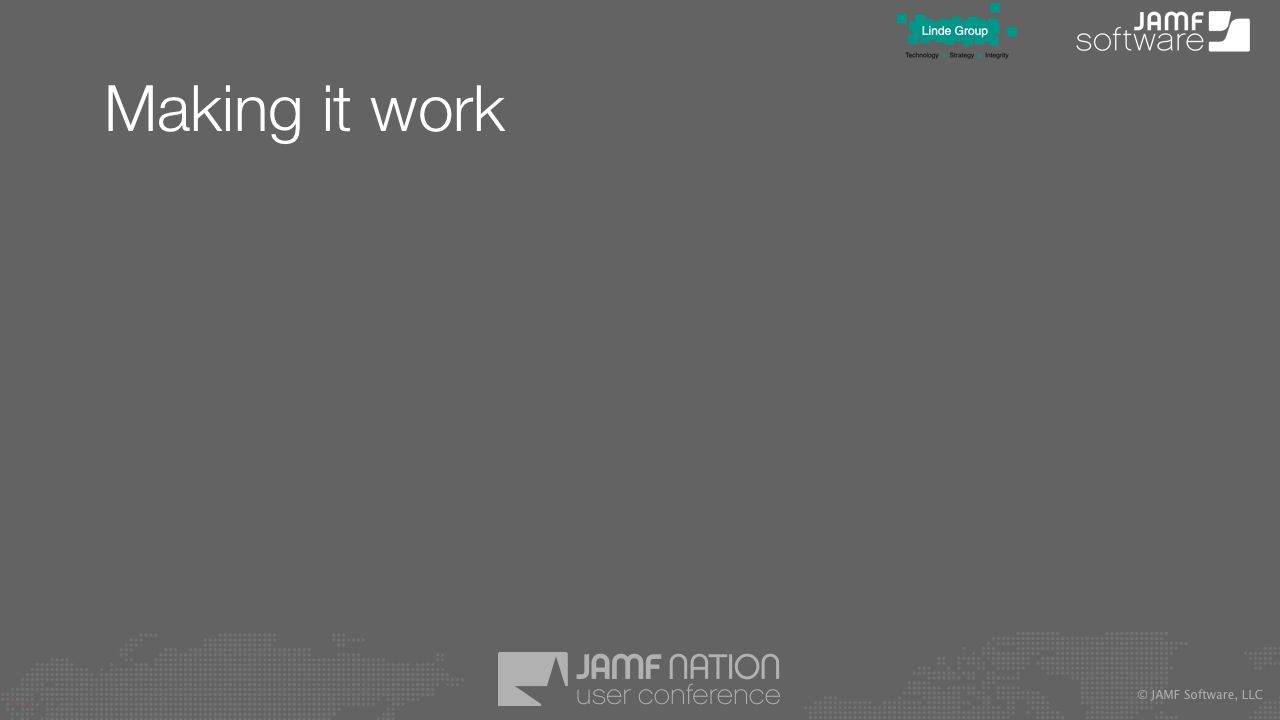 Linde Group
Technology Strategy Integrity
JAMF
software
Making it work
JAMF NATION
user conference
© JAMF Software, LLC